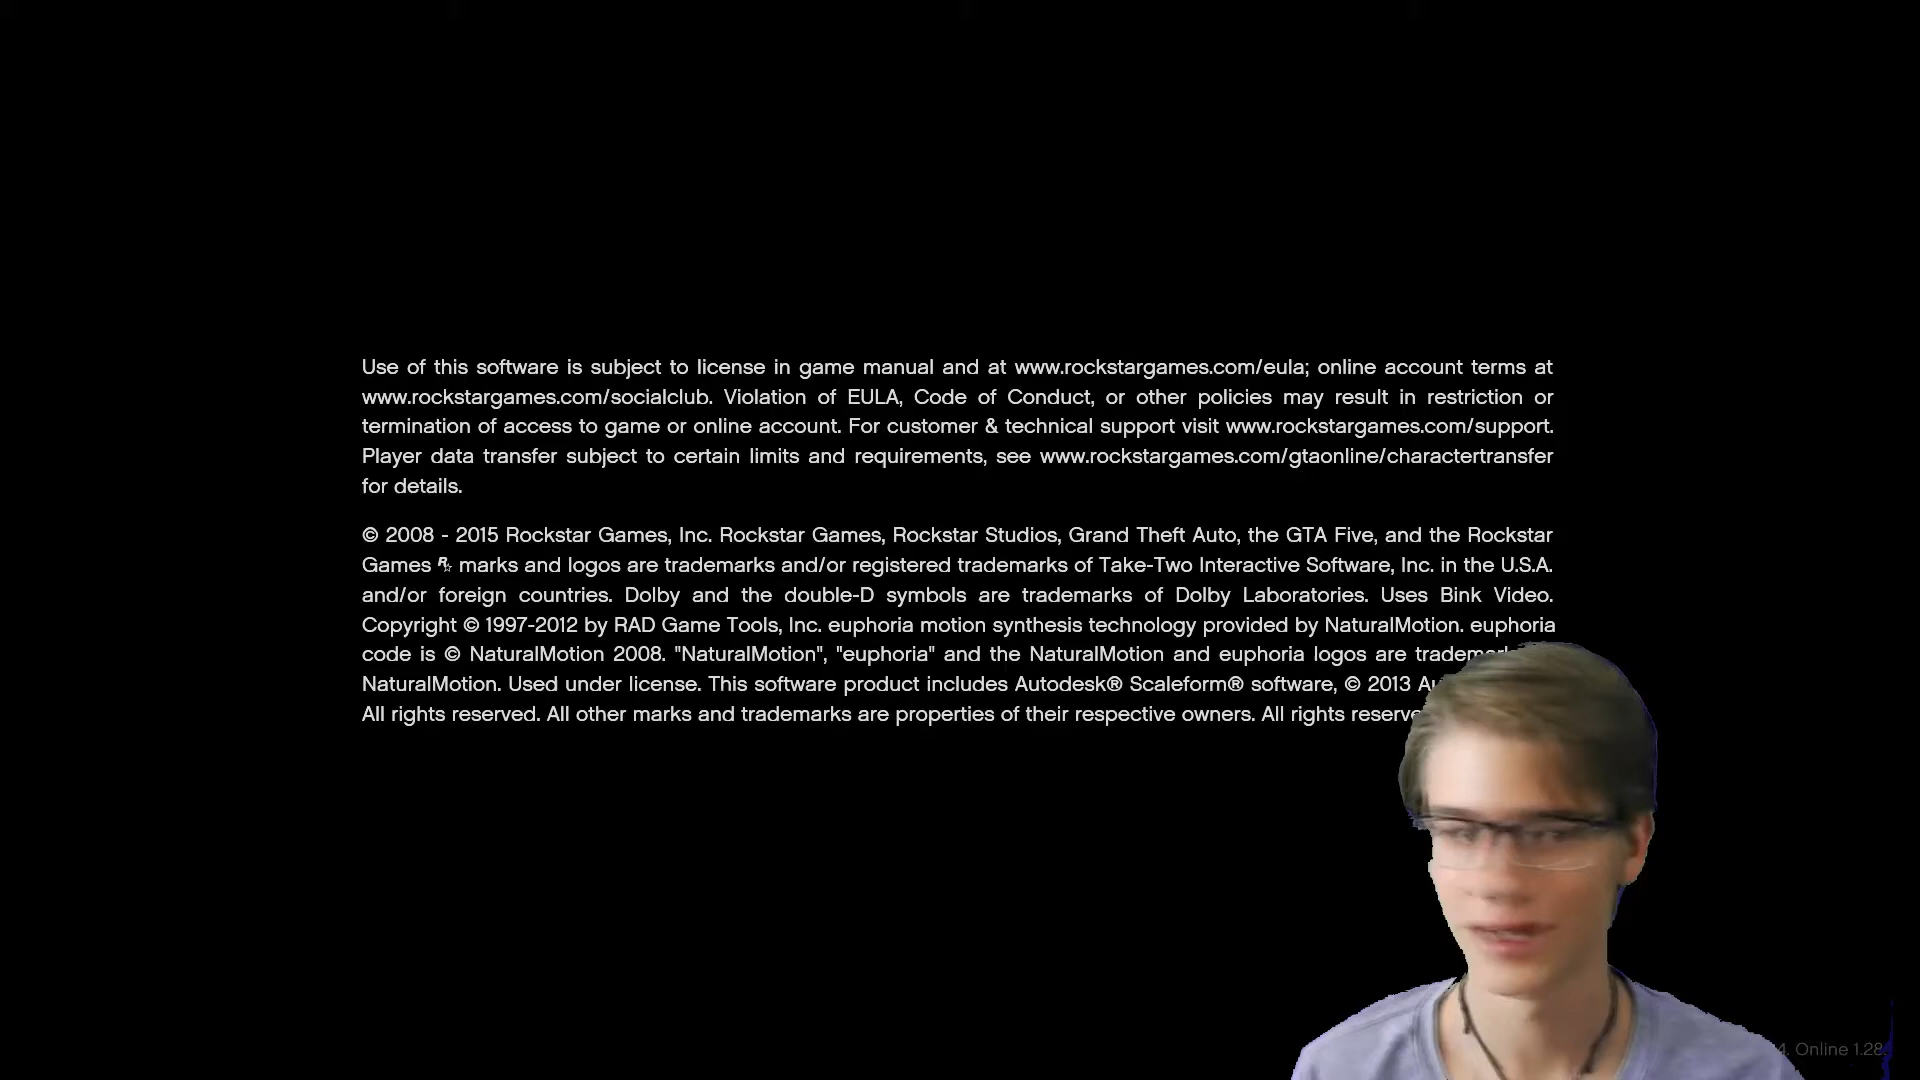 Use of this software is subject to license in game manual and at www.rockstargames.com/eula; online account terms at
www.rockstargames.com/socialclub. Violation of EULA, Code of Conduct, or other policies may result in restriction or
termination of access to game or online account. For customer & technical support visit www.rockstargames.com/support.
Player data transfer subject to certain limits and requirements, see www.rockstargames.com/gtaonline/charactertransfer
for details.
© 2008 - 2015 Rockstar Games, Inc. Rockstar Games, Rockstar Studios, Grand Theft Auto, the GTA Five, and the Rockstar
Games R* marks and logos are trademarks and/or registered trademarks of Take-Two Interactive Software, Inc. in the U.S.A.
and/or foreign countries. Dolby and the double-D symbols are trademarks of Dolby Laboratories. Uses Bink Video.
Copyright © 1997-2012 by RAD Game Tools, Inc. euphoria motion synthesis technology provided by NaturalMotion. euphoria
code is © NaturalMotion 2008. "NaturalMotion", "euphoria" and the NaturalMotion and euphoria logos are
NaturalMotion. Used under license. This software product includes Autodesk® Scaleform® software, © 2013
All rights reserved. All other marks and trademarks are properties of their respective owners. All rights
Online 1.28